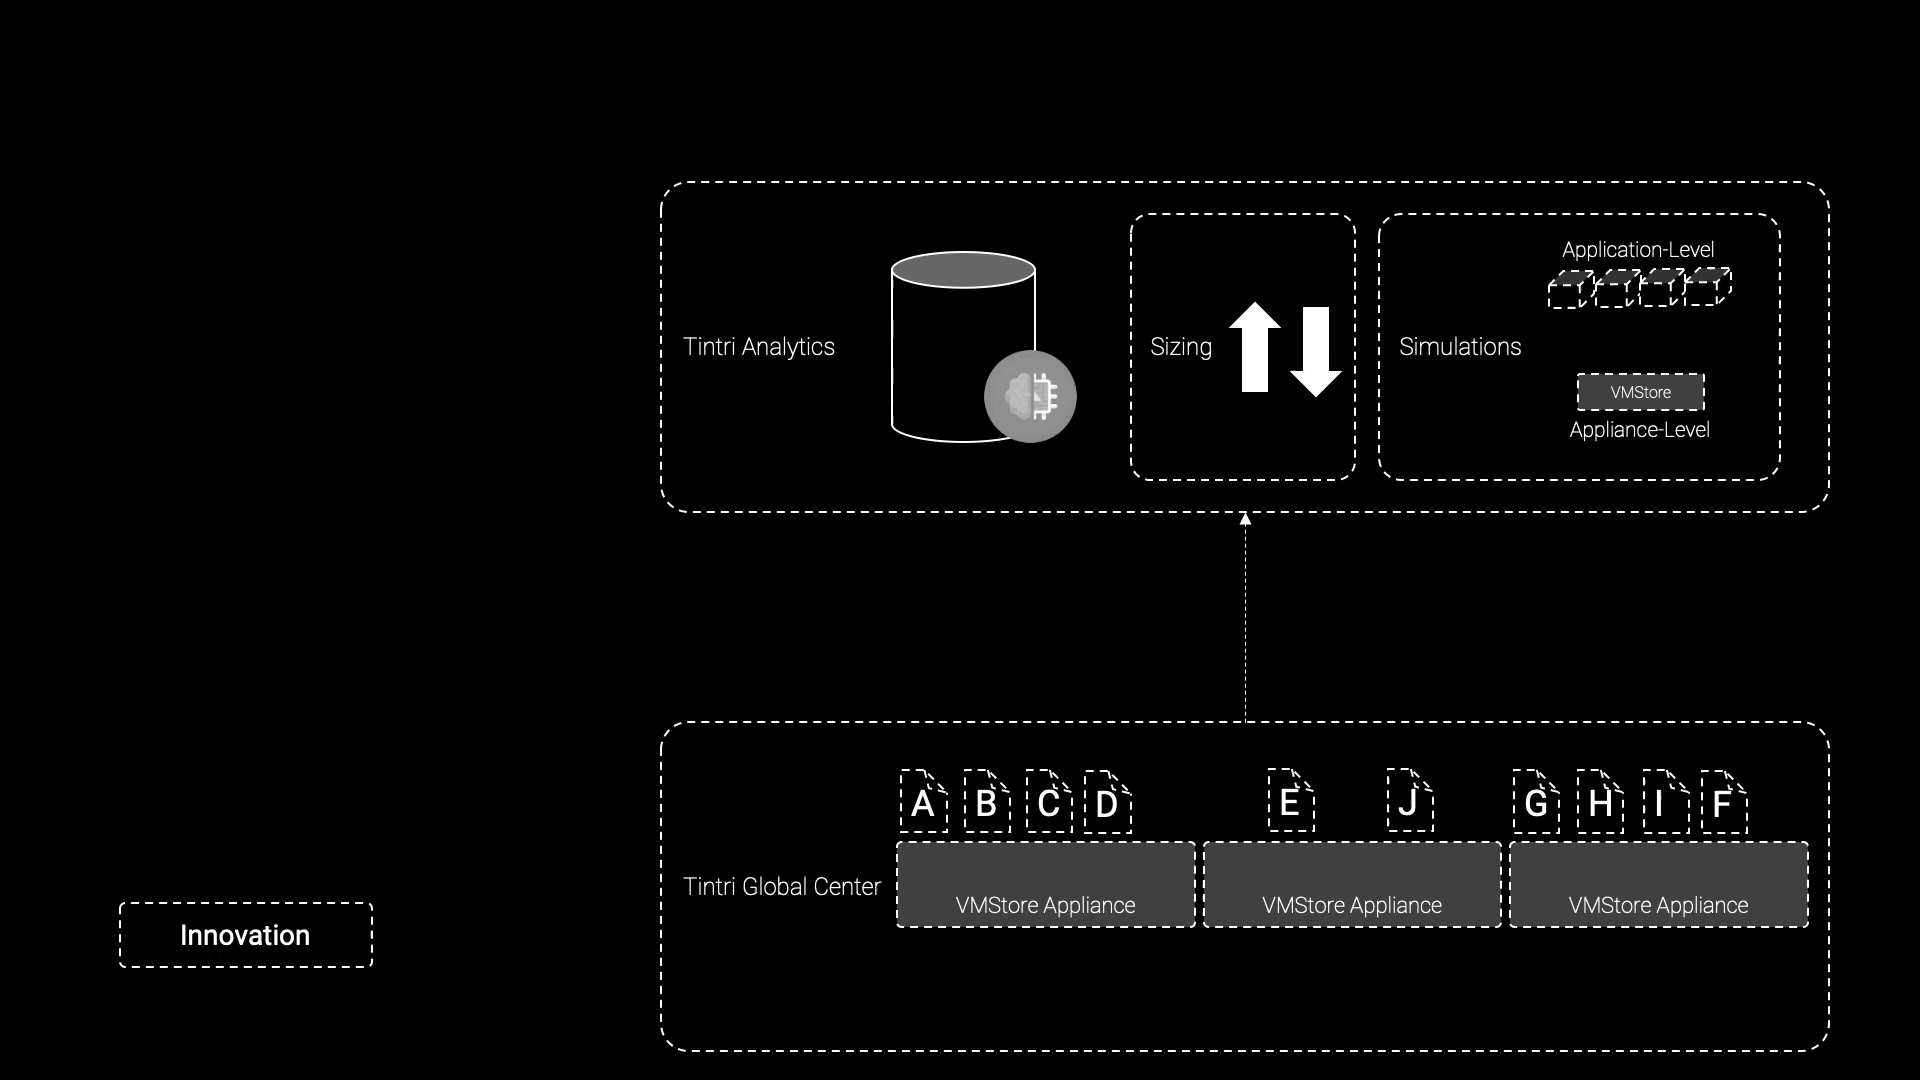 Application-Level
Tintri Analytics
Sizing
Simulations
VMStore
Appliance-Level
A B C D E J G H I F
Tintri Global Center
VMStore Appliance
VMStore Appliance
VMStore Appliance
Innovation